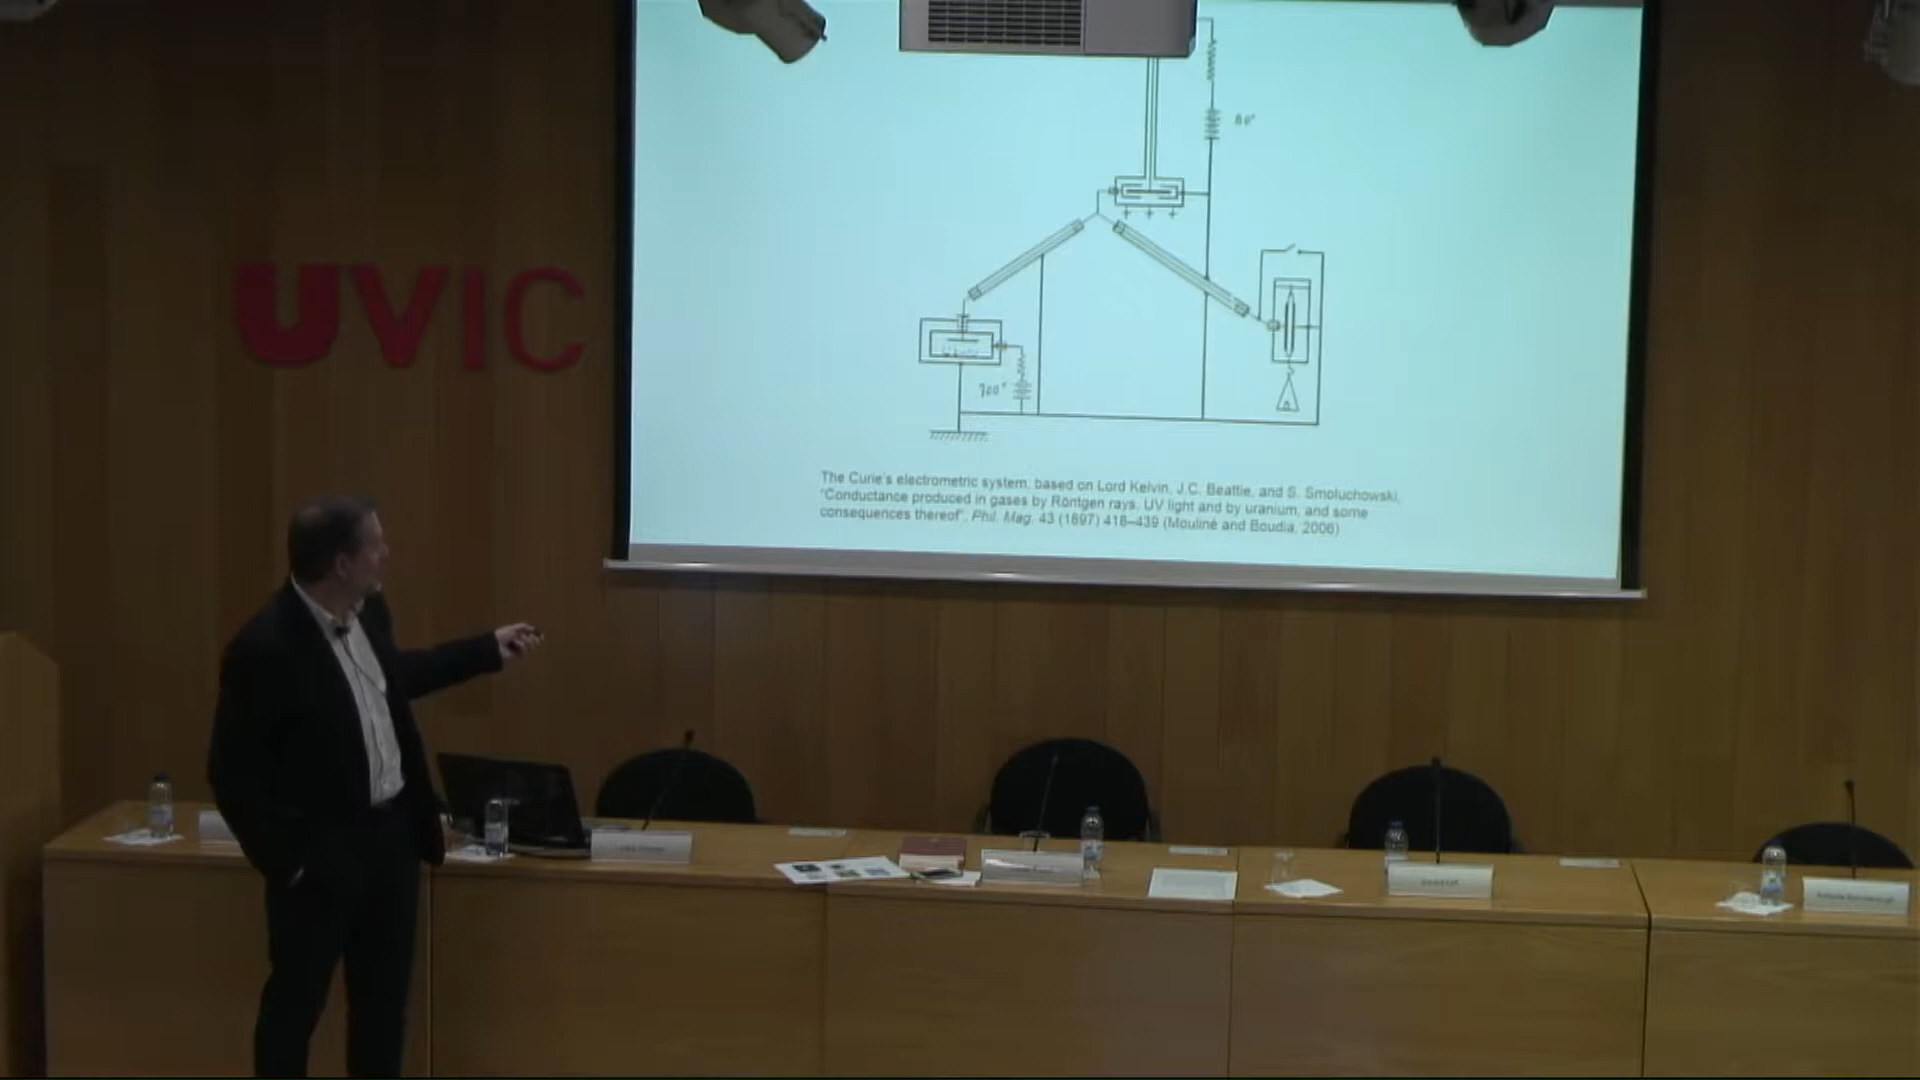 80v
UVIC
700v
The Curie's electrometric system, based on Lord Kelvin, J.C. Beattie, and S. Smoluchowski,
"Conductance produced in gases by Röntgen rays, UV light and by uranium, and some
consequences thereof", Phil. Mag. 43 (1897) 418–439 (Mouliné and Boudia, 2006)